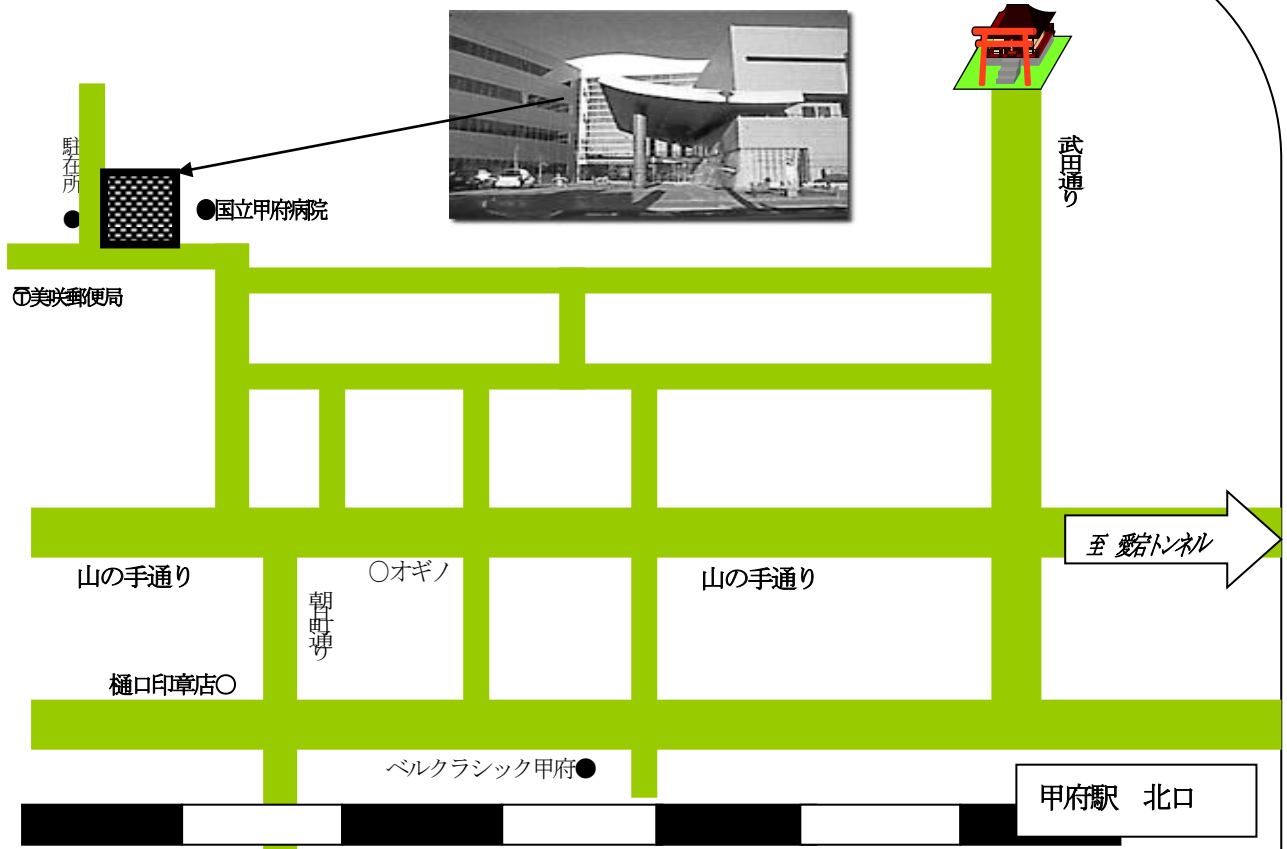 武田通り
駐在所
●国立甲府病院
〶美咲郵便局
至 愛宕トンネル
山の手通り
○オギノ
山の手通り
朝日町通り
樋口印章店○
ベルクラシック甲府●
甲府駅 北口